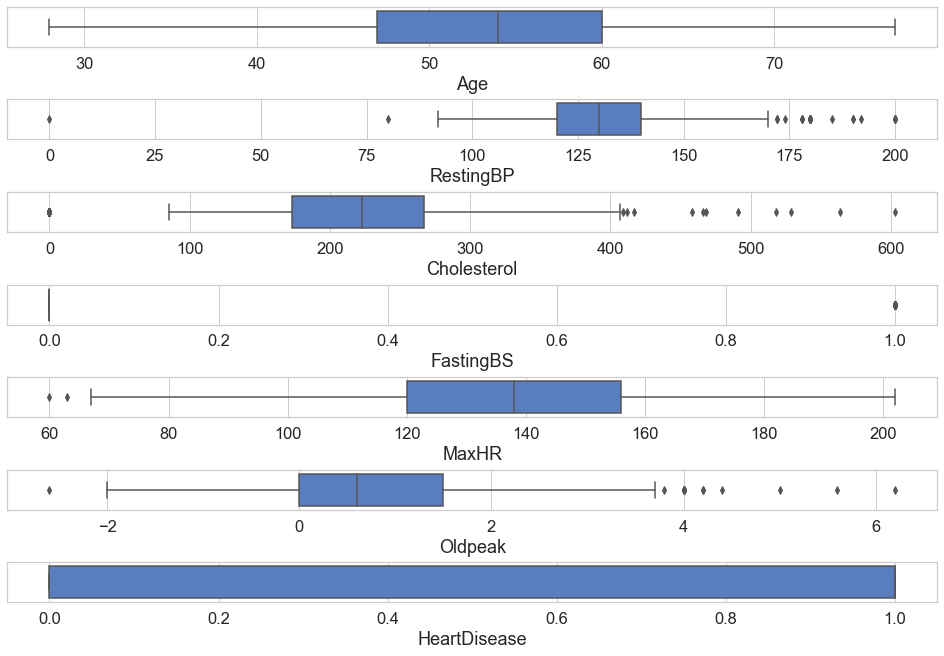 30 40 50 60 70
Age
0 25 50 75 100 125 150 175 200
RestingBP
0 100 200 300 400 500 600
Cholesterol
0.0 0.2 0.4 0.6 0.8 1.0
FastingBS
60 80 100 120 140 160 180 200
MaxHR
−2 0 2 4 6
Oldpeak
0.0 0.2 0.4 0.6 0.8 1.0
HeartDisease